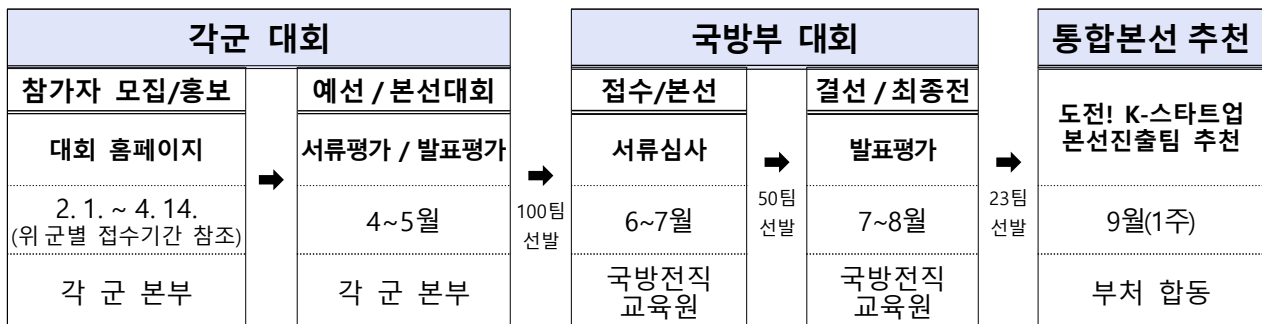 각군 대회
국방부 대회
통합본선 추천
참가자 모집/홍보
예선 / 본선대회
접수/본선
결선 / 최종전
도전! K-스타트업
본선진출팀 추천
대회 홈페이지
서류평가 / 발표평가
서류심사
발표평가
➡
➡
100팀
선발
➡
50팀
선발
➡
23팀
선발
2. 1. ~ 4. 14.
(위 군별 접수기간 참조)
4~5월
6~7월
7~8월
9월(1주)
각 군 본부
각 군 본부
국방전직
교육원
국방전직
교육원
부처 합동